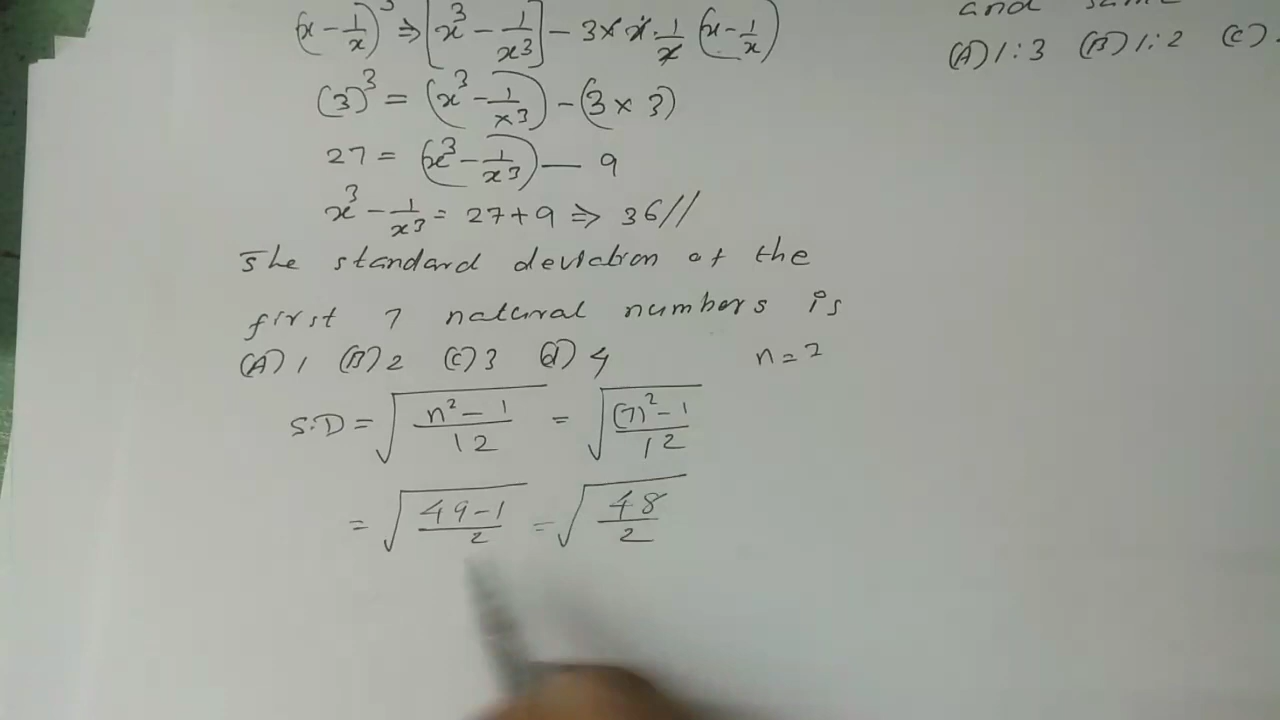 (x - 1/x)³ ⇒ [x³ - 1/x³] - 3 × x · 1/x (x - 1/x)
(3)³ = (x³ - 1/x³) - (3 × 3)
27 = (x³ - 1/x³) — 9
x³ - 1/x³ = 27 + 9 ⇒ 36//
The standard deviation of the
first 7 natural numbers is
(A) 1 (B) 2 (C) 3 (d) 4 n = 7
S.D = √((n² - 1)/12) = √(((7)² - 1)/12)
= √((49 - 1)/2) = √(48/2)
and same
(A) 1:3 (B) 1:2 (C)